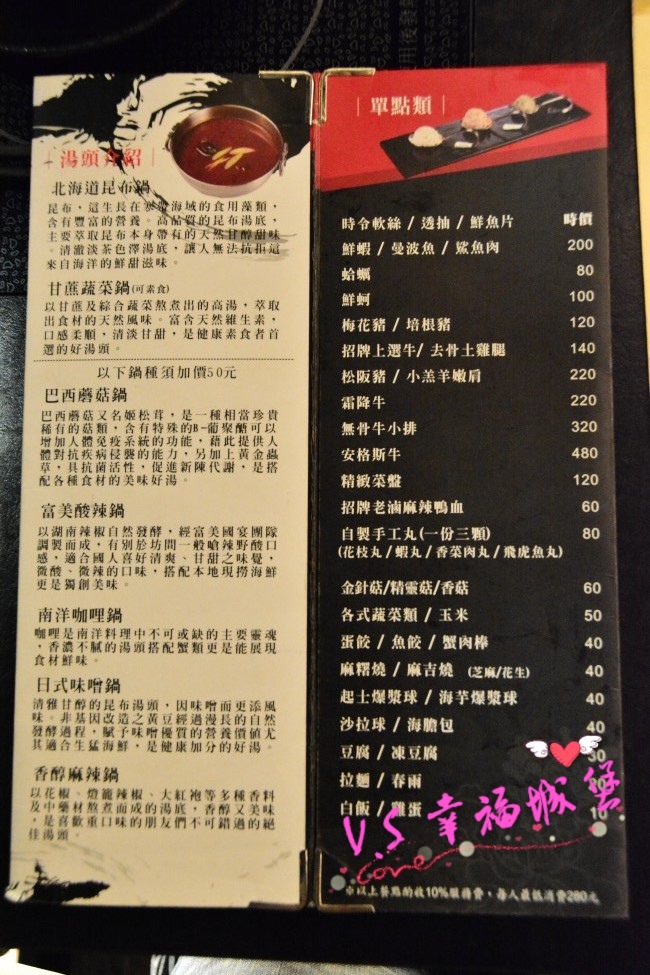 湯頭介紹
北海道昆布鍋
昆布，這生長在寒帶海域的食用藻類，
含有豐富的營養。高品質的昆布湯底，
主要萃取昆布本身帶有的天然甘醇甜味
。清澈淡茶色澤湯底，讓人無法抗拒這
來自海洋的鮮甜滋味。
甘蔗蔬菜鍋(可素食)
以甘蔗及綜合蔬菜熬煮出的高湯，萃取
出食材的天然風味。富含天然維生素，
口感柔順，清淡甘甜，是健康素食者首
選的好湯頭。
以下鍋種須加價50元
巴西蘑菇鍋
巴西蘑菇又名姬松茸，是一種相當珍貴
稀有的菇類，含有特殊的B-葡聚醣可以
增加人體免疫系統的功能，藉此提供人
體對抗疾病侵襲的能力，另加上黃金蟲
草，具抗菌活性，促進新陳代謝，是搭
配各種食材的美味好湯。
富美酸辣鍋
以湖南辣椒自然發酵，經富美國宴團隊
調製而成，有別於坊間一般嗆辣野酸口
感，適合國人喜好清爽、甘甜之味覺，
微酸、微辣的口味，搭配本地現撈海鮮
更是獨創美味。
南洋咖哩鍋
咖哩是南洋料理中不可或缺的主要靈魂
，香濃不膩的湯頭搭配蟹類更是能展現
食材鮮味。
日式味噌鍋
清雅甘醇的昆布湯頭，因味噌而更添風
味。非基因改造之黃豆經過漫長的自然
發酵過程，賦予味噌優質的營養價值尤
其適合生猛海鮮，是健康加分的好湯。
香醇麻辣鍋
以花椒、燈籠辣椒、大紅袍等多種香料
及中藥材熬煮而成的湯底，香醇又美味
，是喜歡重口味的朋友們不可錯過的絕
佳湯頭。
單點類
時令軟絲 / 透抽 / 鮮魚片 時價
鮮蝦 / 曼波魚 / 鯊魚肉 200
蛤蠣 80
鮮蚵 100
梅花豬 / 培根豬 120
招牌上選牛/ 去骨土雞腿 140
松阪豬 / 小羔羊嫩肩 220
霜降牛 220
無骨牛小排 320
安格斯牛 480
精緻菜盤 120
招牌老滷麻辣鴨血 60
自製手工丸(一份三顆) 80
(花枝丸 / 蝦丸 / 香菜肉丸 / 飛虎魚丸)
金針菇/精靈菇/香菇 60
各式蔬菜類 / 玉米 50
蛋餃 / 魚餃 / 蟹肉棒 40
麻糬燒 / 麻吉燒 (芝麻/花生) 40
起士爆漿球 / 海芋爆漿球 40
沙拉球 / 海膽包 40
豆腐 / 凍豆腐 30
拉麵 / 春雨
白飯 / 雞蛋 10
V.S 幸福城堡
Love
※以上餐點酌收10%服務費，每人最低消費280元